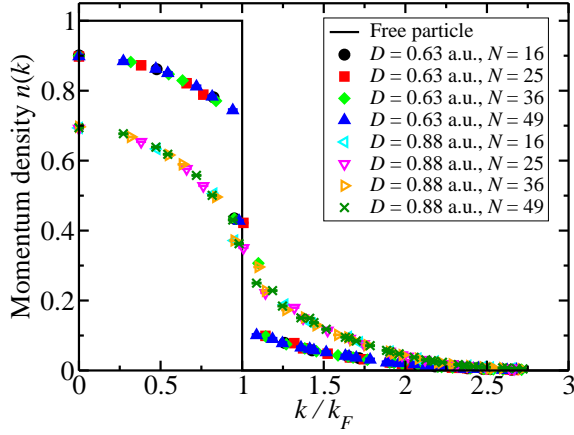 Momentum density n(k)
1
0.8
0.6
0.4
0.2
0
Free particle
D = 0.63 a.u., N = 16
D = 0.63 a.u., N = 25
D = 0.63 a.u., N = 36
D = 0.63 a.u., N = 49
D = 0.88 a.u., N = 16
D = 0.88 a.u., N = 25
D = 0.88 a.u., N = 36
D = 0.88 a.u., N = 49
0 0.5 1 1.5 2 2.5 3
k / k_F